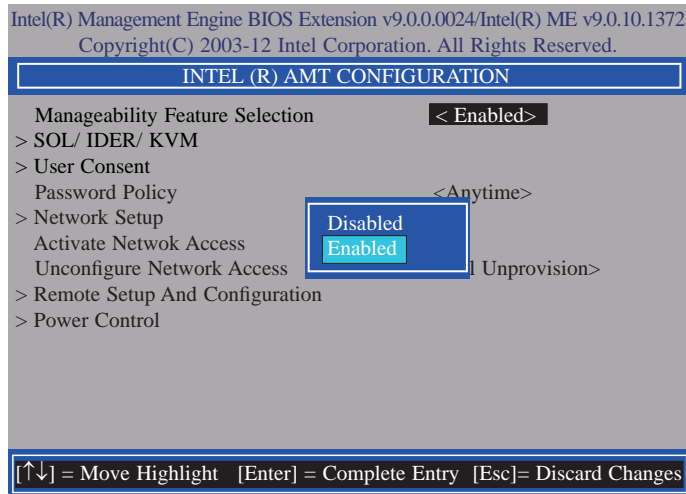 Intel(R) Management Engine BIOS Extension v9.0.0.0024/Intel(R) ME v9.0.10.1372
Copyright(C) 2003-12 Intel Corporation. All Rights Reserved.
INTEL (R) AMT CONFIGURATION
Manageability Feature Selection < Enabled>
> SOL/ IDER/ KVM
> User Consent
Password Policy <Anytime>
> Network Setup
Disabled
Activate Netwok Access
Enabled
Unconfigure Network Access l Unprovision>
> Remote Setup And Configuration
> Power Control
[↑↓] = Move Highlight [Enter] = Complete Entry [Esc]= Discard Changes